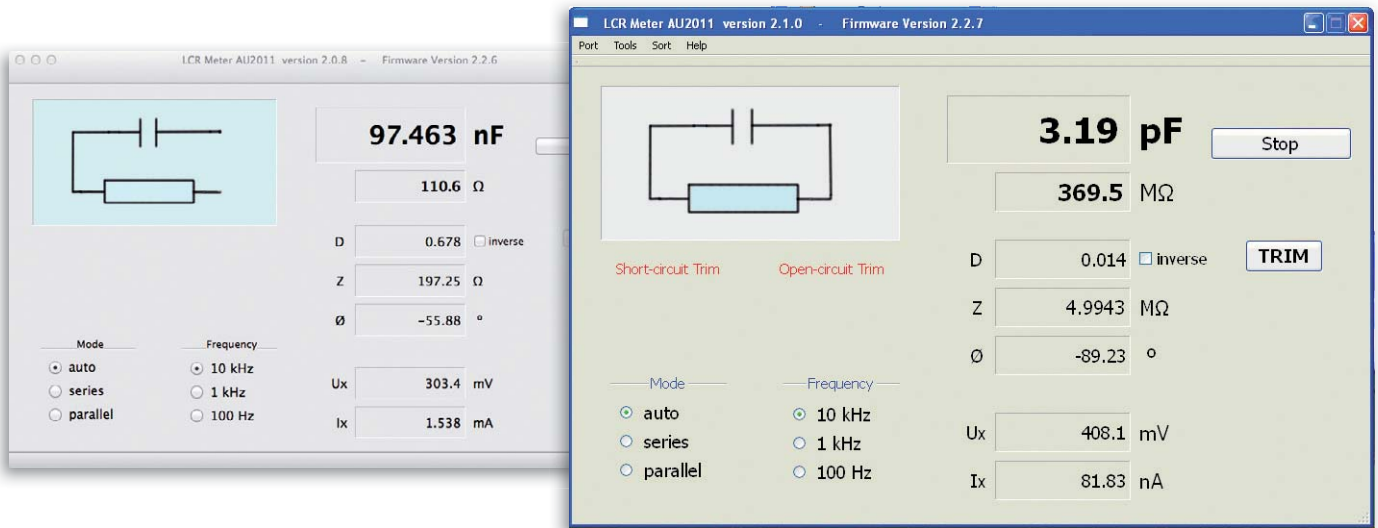 LCR Meter AU2011 version 2.0.8 - Firmware Version 2.2.6
97.463 nF
110.6 Ω
D 0.678 inverse
Z 197.25 Ω
Ø -55.88 °
Mode Frequency
auto 10 kHz
series 1 kHz
parallel 100 Hz
Ux 303.4 mV
Ix 1.538 mA
LCR Meter AU2011 version 2.1.0 - Firmware Version 2.2.7
Port Tools Sort Help
3.19 pF Stop
369.5 MΩ
Short-circuit Trim Open-circuit Trim
D 0.014 inverse TRIM
Z 4.9943 MΩ
Ø -89.23 °
Mode Frequency
auto 10 kHz
series 1 kHz
parallel 100 Hz
Ux 408.1 mV
Ix 81.83 nA